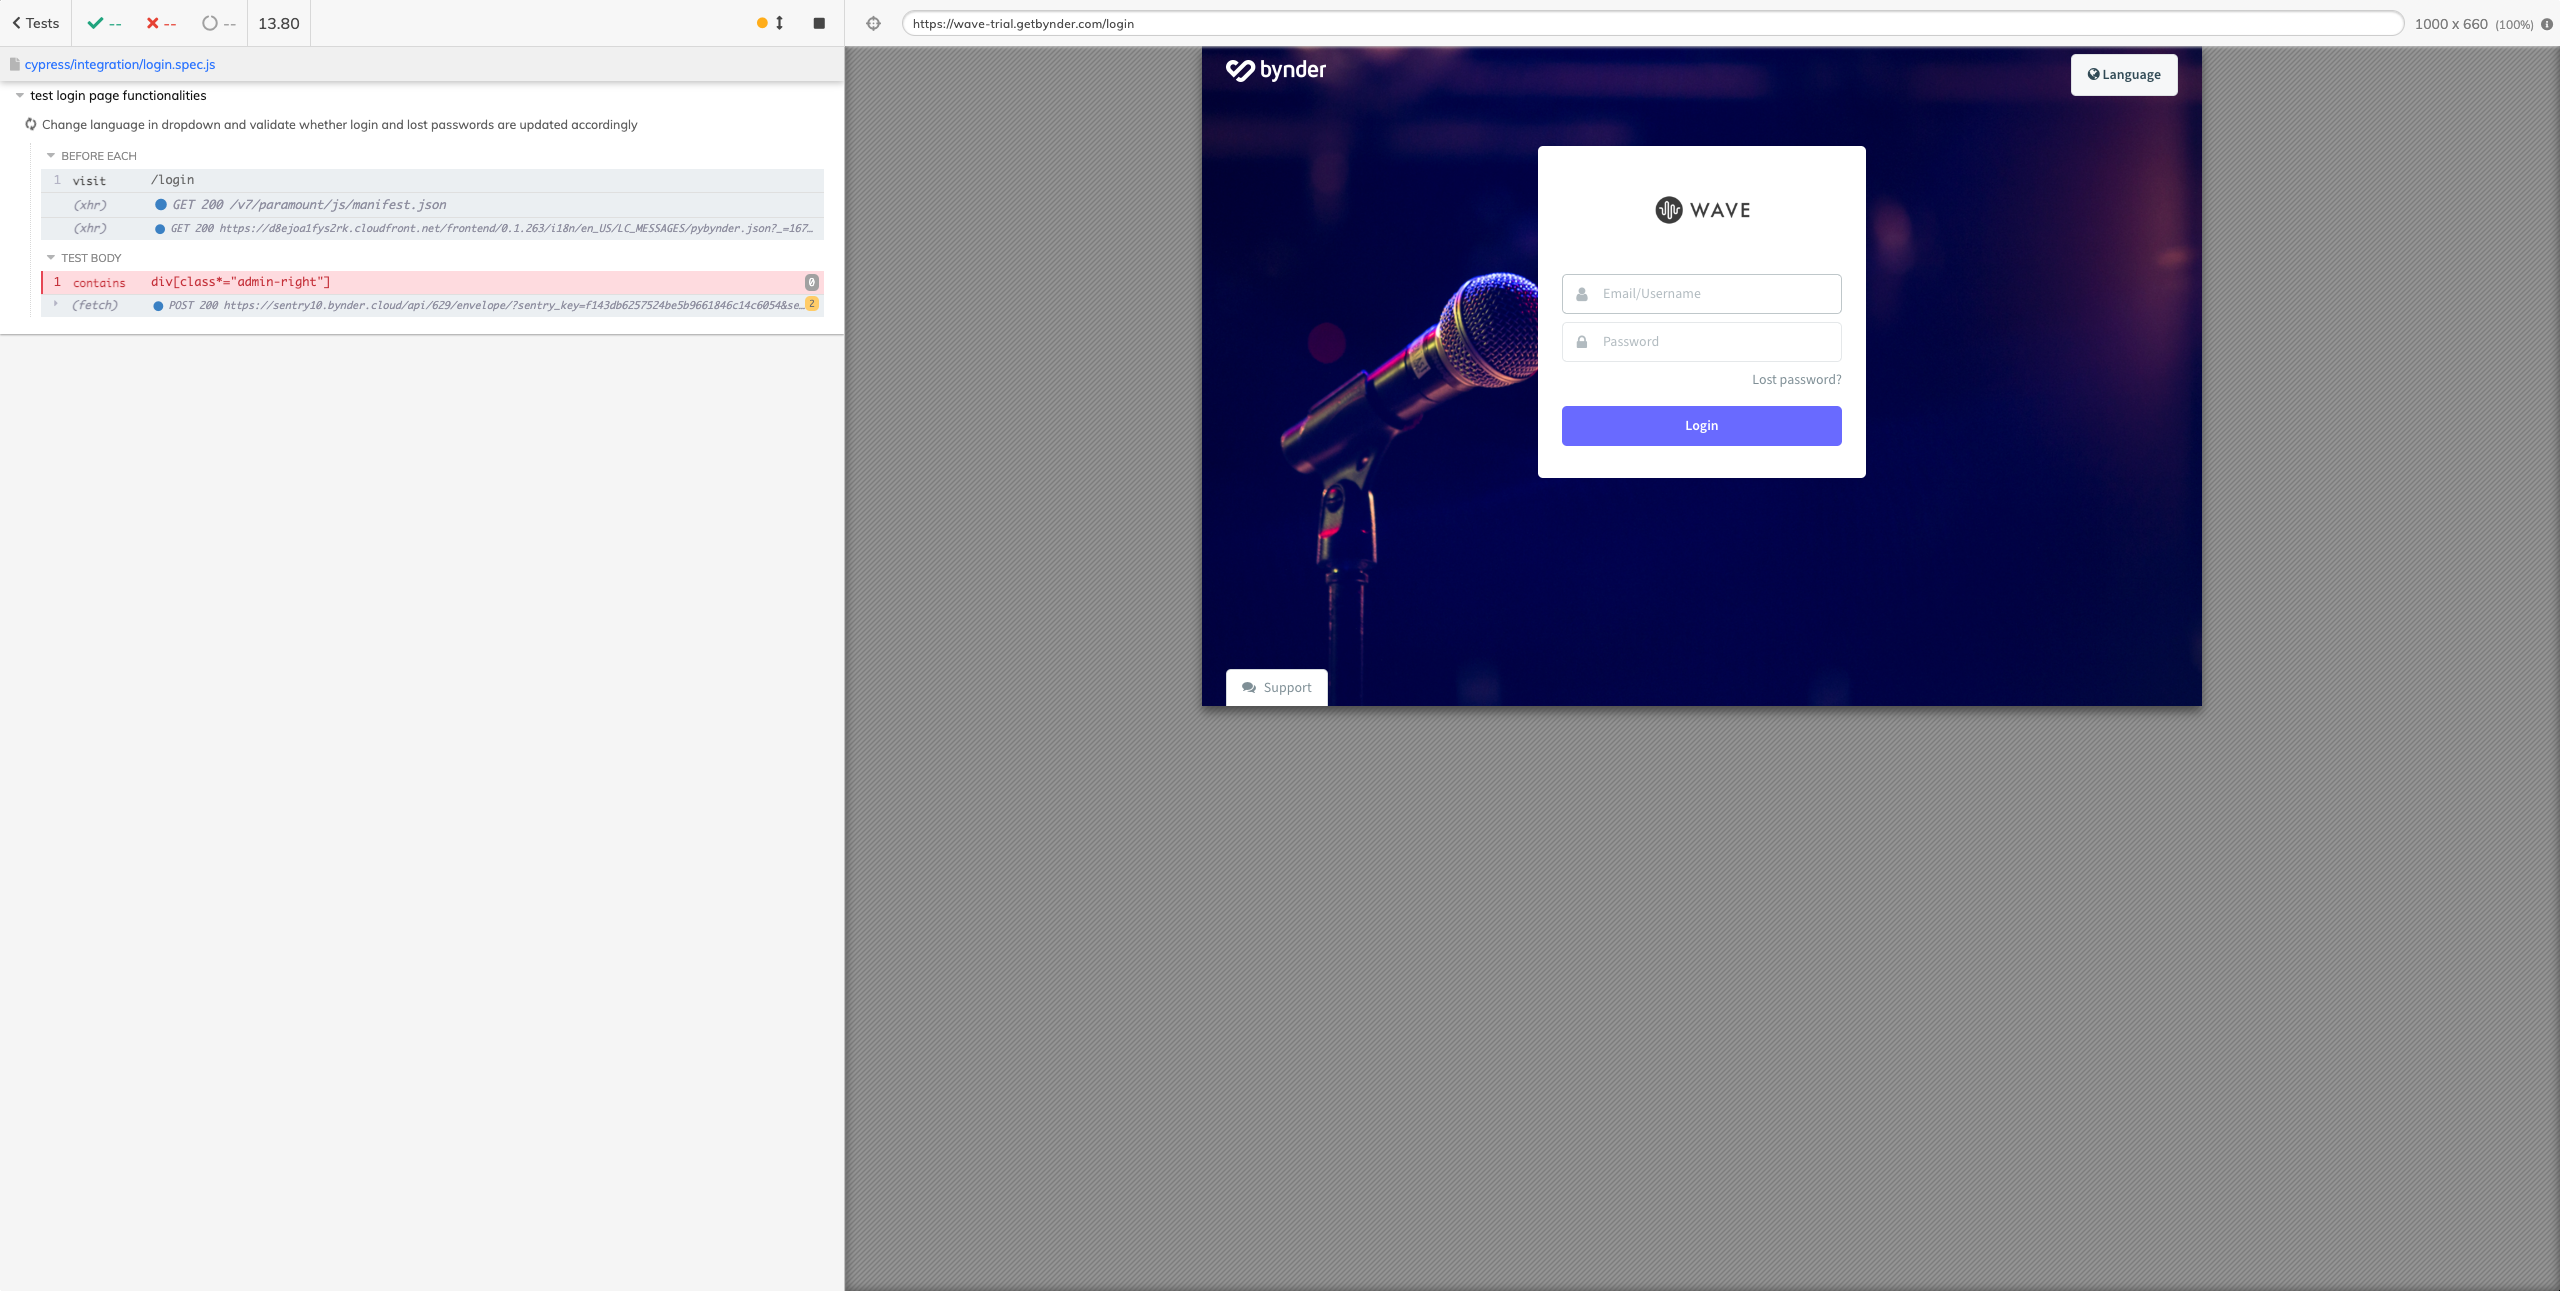 Tests
-- -- -- 13.80
https://wave-trial.getbynder.com/login
1000 x 660 (100%)
cypress/integration/login.spec.js
test login page functionalities
Change language in dropdown and validate whether login and lost passwords are updated accordingly
BEFORE EACH
1 visit /login
(xhr) GET 200 /v7/paramount/js/manifest.json
(xhr) GET 200 https://d8ejoa1fys2rk.cloudfront.net/frontend/0.1.263/i18n/en_US/LC_MESSAGES/pybynder.json?_=167…
TEST BODY
1 contains div[class*="admin-right"] 0
(fetch) POST 200 https://sentry10.bynder.cloud/api/629/envelope/?sentry_key=f143db6257524be5b9661846c14c6054&se… 2
bynder
Language
WAVE
Email/Username
Password
Lost password?
Login
Support